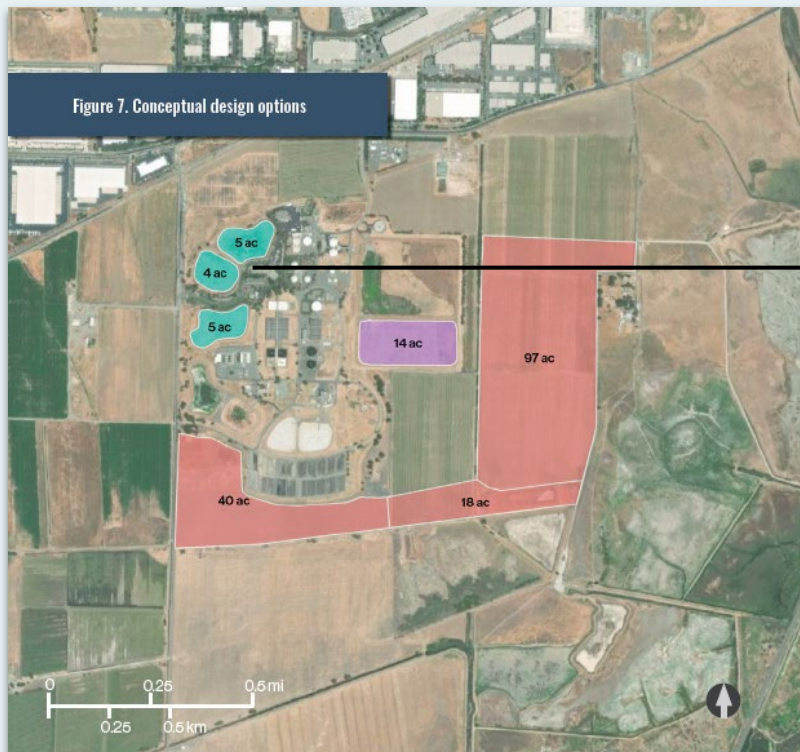 Figure 7. Conceptual design options
5 ac
4 ac
5 ac
14 ac
97 ac
40 ac
18 ac
0 0.25 0.5 mi
0.25 0.5 km